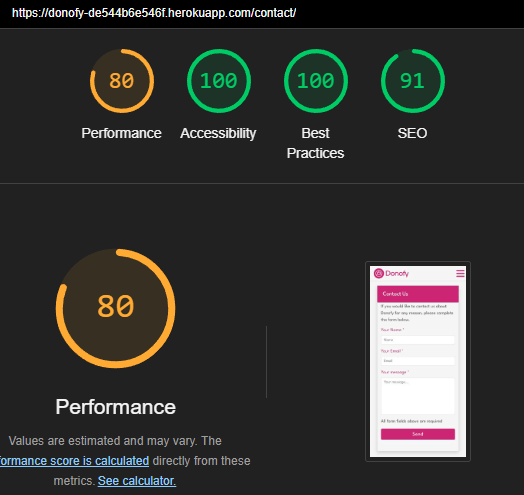 https://donofy-de544b6e546f.herokuapp.com/contact/
80 100 100 91
Performance Accessibility Best Practices SEO
80
Performance
Values are estimated and may vary. The
formance score is calculated directly from these
metrics. See calculator.
Donofy
Contact Us
If you would like to contact us about
Donofy for any reason, please complete
the form below.
Your Name *
Name
Your Email *
Email
Your message *
Your message...
All form fields above are required
Send